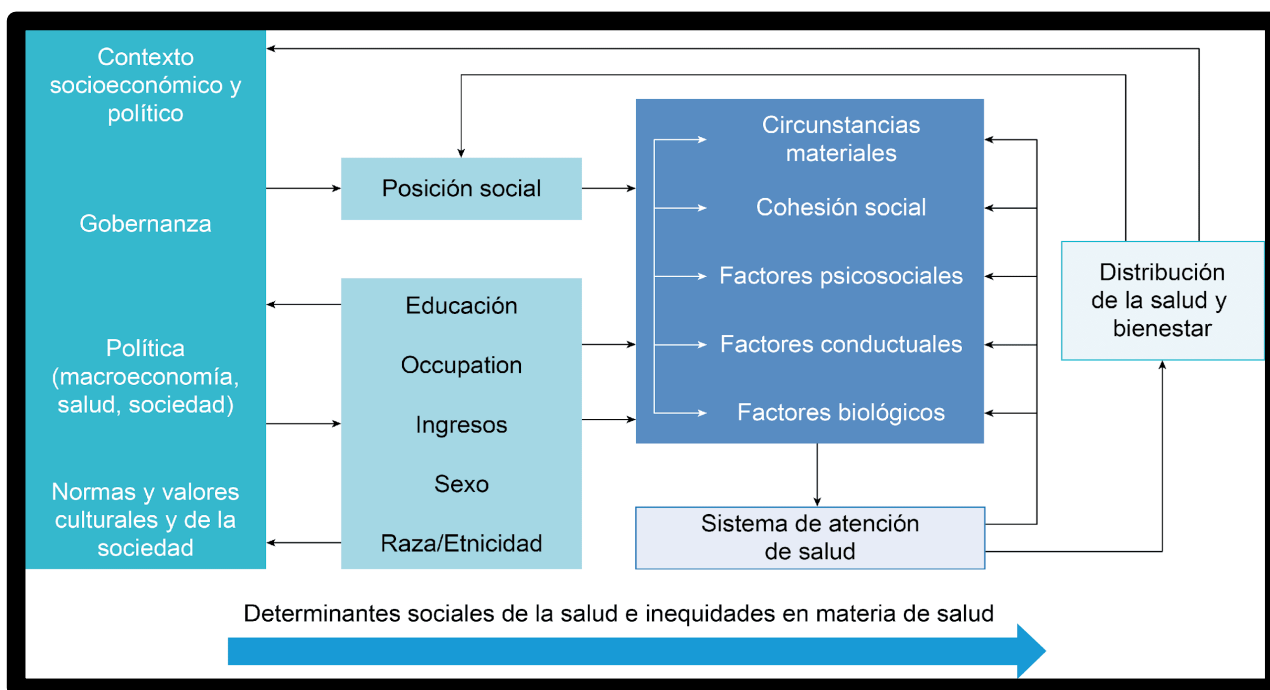 Contexto
socioeconómico y
político
Gobernanza
Política
(macroeconomía,
salud, sociedad)
Normas y valores
culturales y de la
sociedad
Posición social
Educación
Occupation
Ingresos
Sexo
Raza/Etnicidad
Circunstancias
materiales
Cohesión social
Factores psicosociales
Factores conductuales
Factores biológicos
Sistema de atención
de salud
Distribución
de la salud y
bienestar
Determinantes sociales de la salud e inequidades en materia de salud